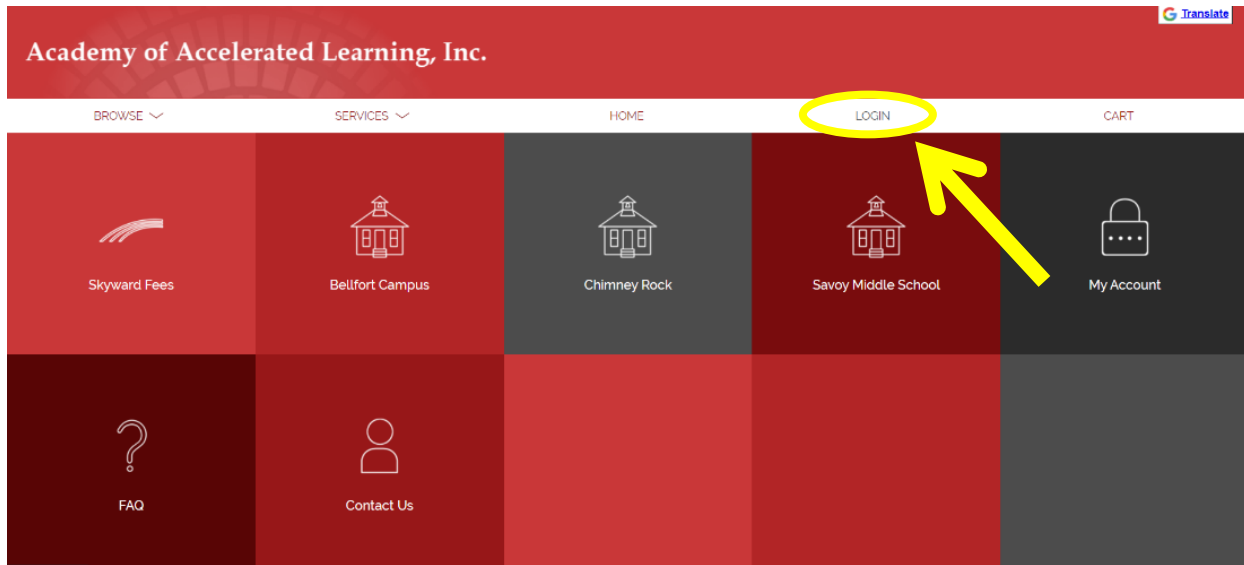 Translate
Academy of Accelerated Learning, Inc.
BROWSE
SERVICES
HOME
LOGIN
CART
Skyward Fees
Bellfort Campus
Chimney Rock
Savoy Middle School
My Account
FAQ
Contact Us